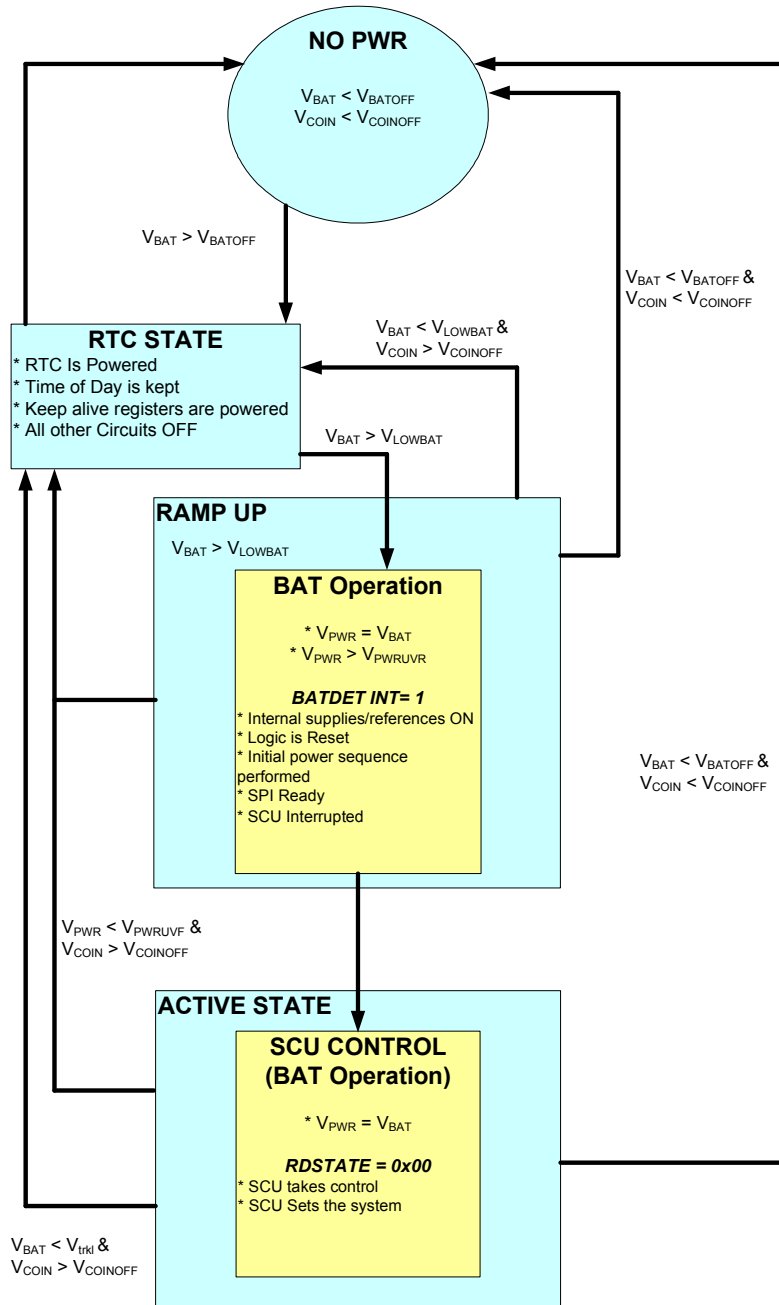 NO PWR
VBAT < VBATOFF
VCOIN < VCOINOFF
VBAT > VBATOFF
VBAT < VBATOFF &
VCOIN < VCOINOFF
RTC STATE
* RTC Is Powered
* Time of Day is kept
* Keep alive registers are powered
* All other Circuits OFF
VBAT < VLOWBAT &
VCOIN > VCOINOFF
VBAT > VLOWBAT
RAMP UP
VBAT > VLOWBAT
BAT Operation
* VPWR = VBAT
* VPWR > VPWRUVR
BATDET INT= 1
* Internal supplies/references ON
* Logic is Reset
* Initial power sequence
performed
* SPI Ready
* SCU Interrupted
VBAT < VBATOFF &
VCOIN < VCOINOFF
VPWR < VPWRUVF &
VCOIN > VCOINOFF
ACTIVE STATE
SCU CONTROL
(BAT Operation)
* VPWR = VBAT
RDSTATE = 0x00
* SCU takes control
* SCU Sets the system
VBAT < Vtrkl &
VCOIN > VCOINOFF